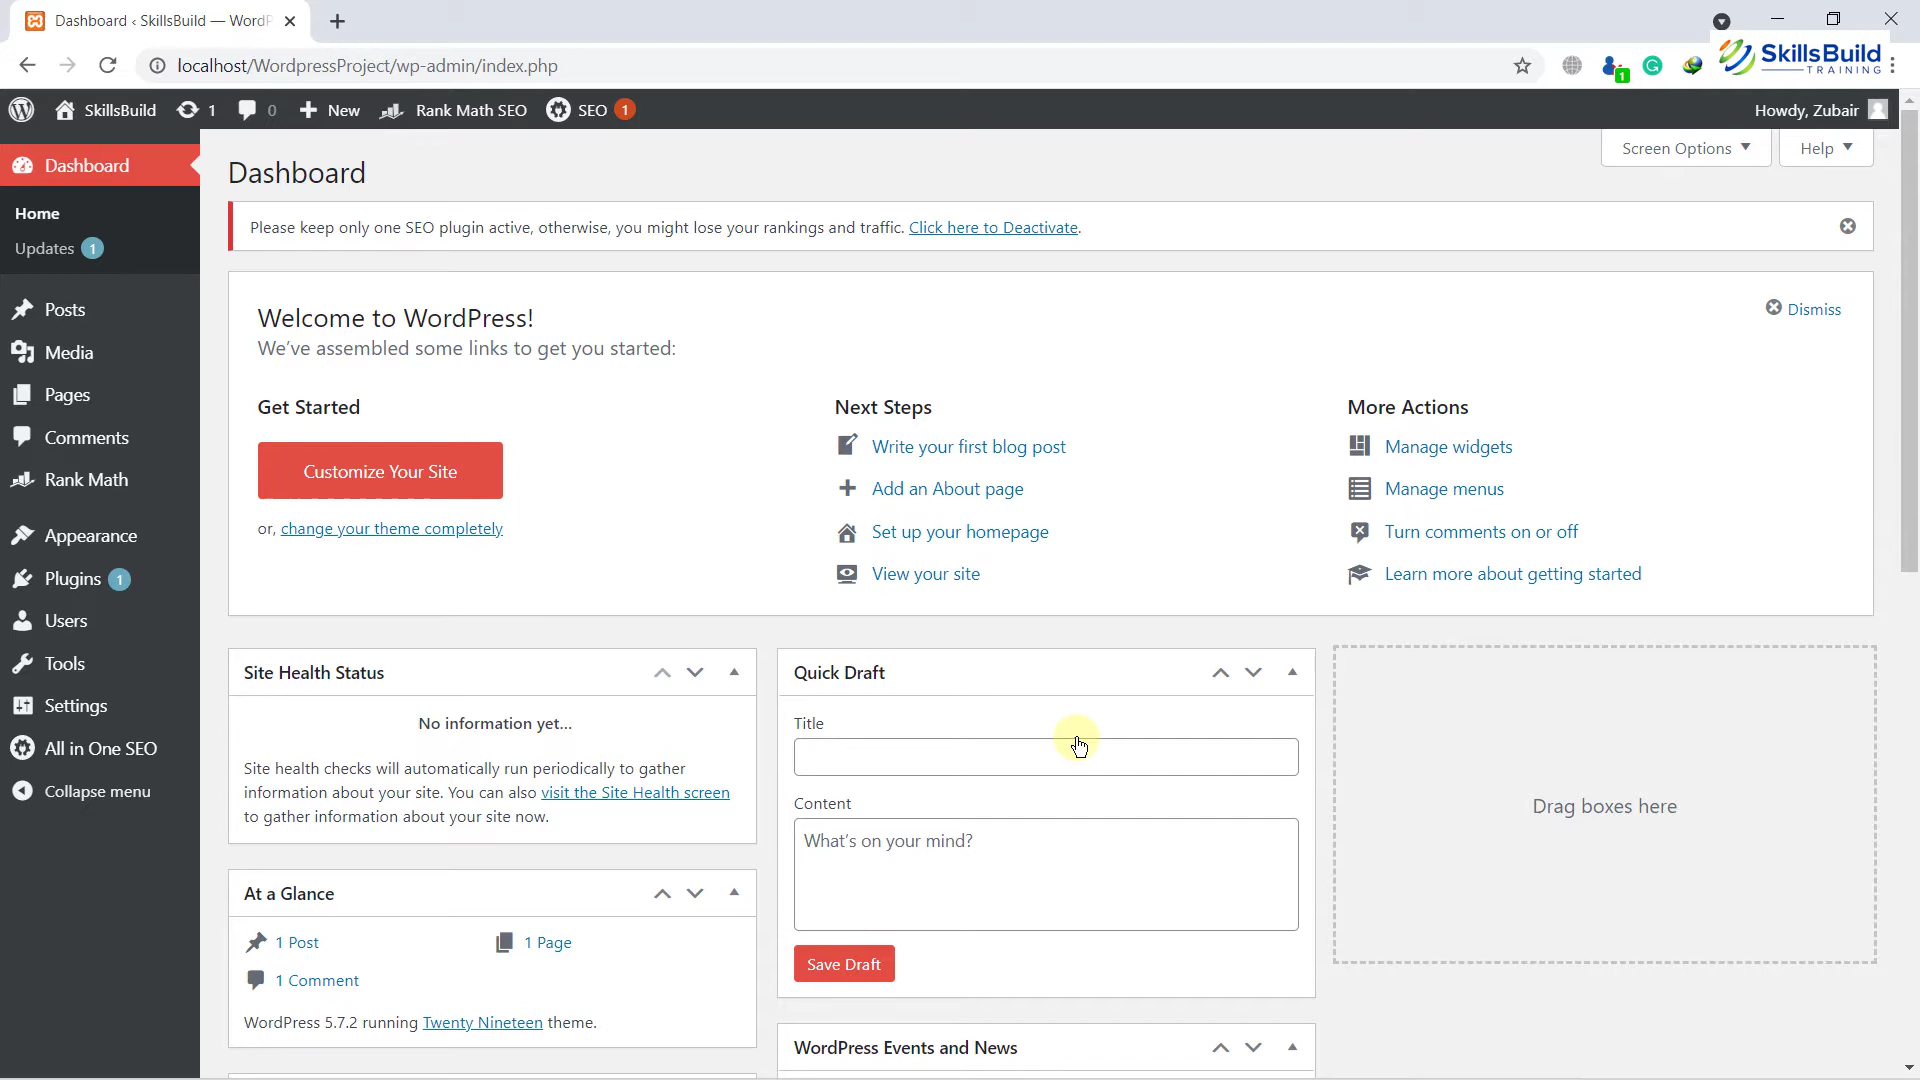 Dashboard ‹ SkillsBuild — WordP
localhost/WordpressProject/wp-admin/index.php
1
SkillsBuild
TRAINING
SkillsBuild
1
0
New
Rank Math SEO
SEO
1
Howdy, Zubair
Dashboard
Home
Updates 1
Posts
Media
Pages
Comments
Rank Math
Appearance
Plugins 1
Users
Tools
Settings
All in One SEO
Collapse menu
Screen Options
Help
Dashboard
Please keep only one SEO plugin active, otherwise, you might lose your rankings and traffic. Click here to Deactivate.
Welcome to WordPress!
We've assembled some links to get you started:
Dismiss
Get Started
Customize Your Site
or, change your theme completely
Next Steps
Write your first blog post
Add an About page
Set up your homepage
View your site
More Actions
Manage widgets
Manage menus
Turn comments on or off
Learn more about getting started
Site Health Status
No information yet...
Site health checks will automatically run periodically to gather
information about your site. You can also visit the Site Health screen
to gather information about your site now.
At a Glance
1 Post
1 Page
1 Comment
WordPress 5.7.2 running Twenty Nineteen theme.
Quick Draft
Title
Content
What's on your mind?
Save Draft
WordPress Events and News
Drag boxes here